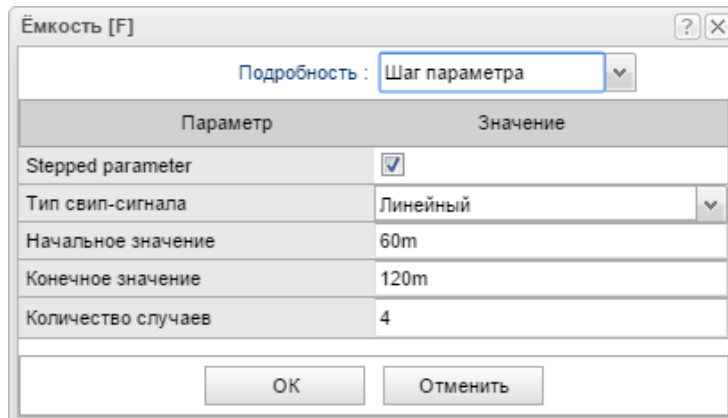 Ёмкость [F]
Подробность : Шаг параметра
Параметр Значение
Stepped parameter
Тип свип-сигнала Линейный
Начальное значение 60m
Конечное значение 120m
Количество случаев 4
ОК Отменить